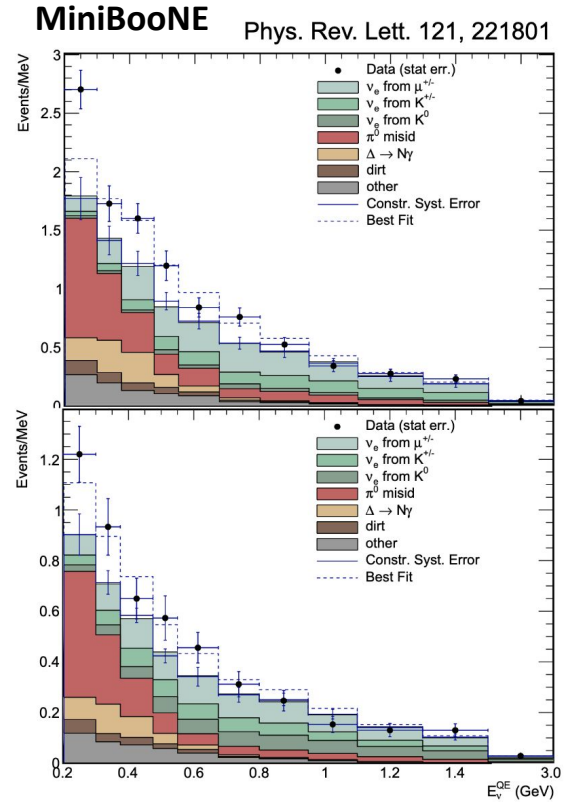 MiniBooNE
Phys. Rev. Lett. 121, 221801
Events/MeV
3
2.5
2
1.5
1
0.5
0
Data (stat err.)
νₑ from μ⁺/⁻
νₑ from K⁺/⁻
νₑ from K⁰
π⁰ misid
Δ → Nγ
dirt
other
Constr. Syst. Error
Best Fit
Events/MeV
1.2
1
0.8
0.6
0.4
0.2
0
Data (stat err.)
νₑ from μ⁺/⁻
νₑ from K⁺/⁻
νₑ from K⁰
π⁰ misid
Δ → Nγ
dirt
other
Constr. Syst. Error
Best Fit
0.2 0.4 0.6 0.8 1 1.2 1.4 3.0
E_ν^QE (GeV)